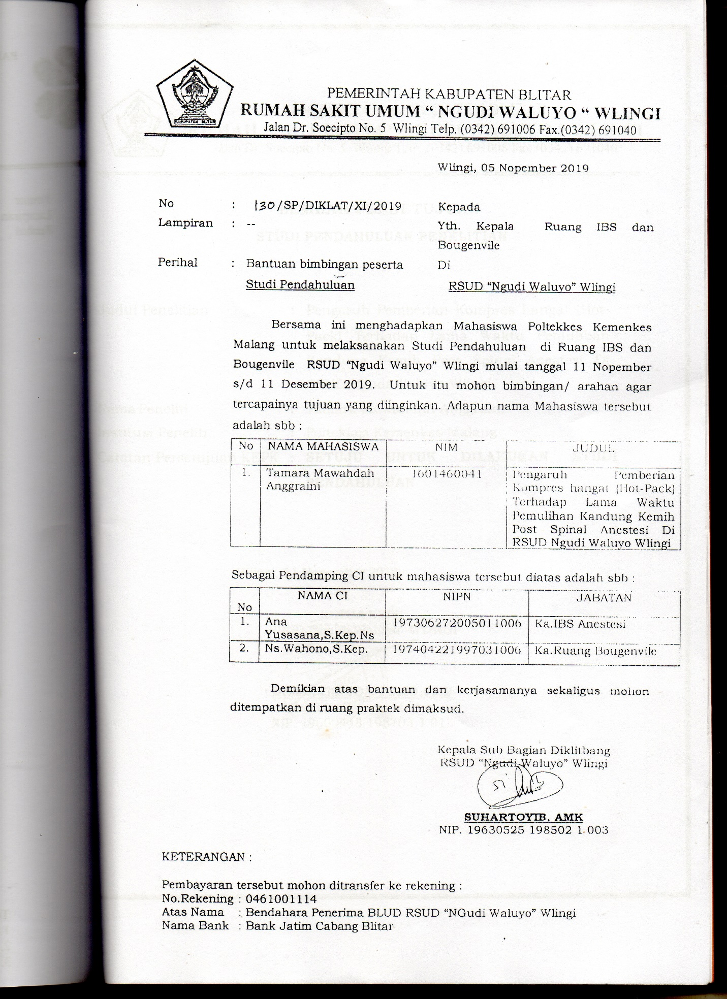 KABUPATEN BLITAR
PEMERINTAH KABUPATEN BLITAR
RUMAH SAKIT UMUM “ NGUDI WALUYO “ WLINGI
Jalan Dr. Soecipto No. 5 Wlingi Telp. (0342) 691006 Fax.(0342) 691040
Wlingi, 05 Nopember 2019
No : 130/SP/DIKLAT/XI/2019
Lampiran : --
Perihal : Bantuan bimbingan peserta
Studi Pendahuluan
Kepada
Yth. Kepala Ruang IBS dan
Bougenvile
Di
RSUD “Ngudi Waluyo” Wlingi
Bersama ini menghadapkan Mahasiswa Poltekkes Kemenkes
Malang untuk melaksanakan Studi Pendahuluan di Ruang IBS dan
Bougenvile RSUD “Ngudi Waluyo” Wlingi mulai tanggal 11 Nopember
s/d 11 Desember 2019. Untuk itu mohon bimbingan/ arahan agar
tercapainya tujuan yang diinginkan. Adapun nama Mahasiswa tersebut
adalah sbb :
No NAMA MAHASISWA NIM JUDUL
1. Tamara Mawahdah 1601460041 Pengaruh Pemberian
Anggraini Kompres hangat (Hot-Pack)
Terhadap Lama Waktu
Pemulihan Kandung Kemih
Post Spinal Anestesi Di
RSUD Ngudi Waluyo Wlingi
Sebagai Pendamping CI untuk mahasiswa tersebut diatas adalah sbb :
No NAMA CI NIPN JABATAN
1. Ana 197306272005011006 Ka.IBS Anestesi
Yusasana,S.Kep.Ns
2. Ns.Wahono,S.Kep. 197404221997031006 Ka.Ruang Bougenvile
Demikian atas bantuan dan kerjasamanya sekaligus mohon
ditempatkan di ruang praktek dimaksud.
Kepala Sub Bagian Diklitbang
RSUD “Ngudi Waluyo” Wlingi
SUHARTOYIB, AMK
NIP. 19630525 198502 1 003
KETERANGAN :
Pembayaran tersebut mohon ditransfer ke rekening :
No.Rekening : 0461001114
Atas Nama : Bendahara Penerima BLUD RSUD “NGudi Waluyo” Wlingi
Nama Bank : Bank Jatim Cabang Blitar